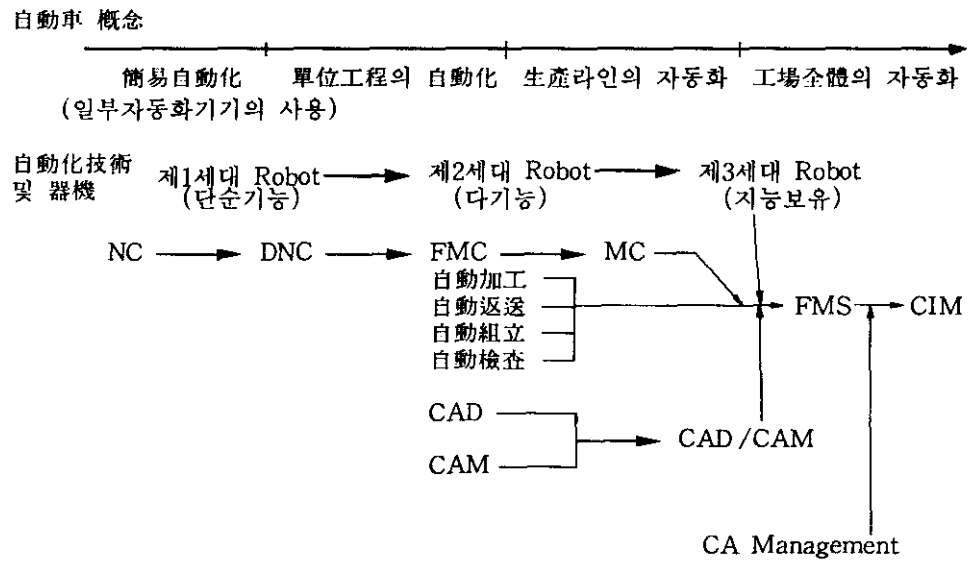 自動車 概念
簡易自動化 單位工程의 自動化 生産라인의 자동화 工場全體의 자동화
(일부자동화기기의 사용)
自動化技術 및 器機
제1세대 Robot 제2세대 Robot 제3세대 Robot
(단순기능) (다기능) (지능보유)
NC DNC FMC MC
自動加工
自動返送 FMS CIM
自動組立
自動檢査
CAD
CAD/CAM
CAM
CA Management